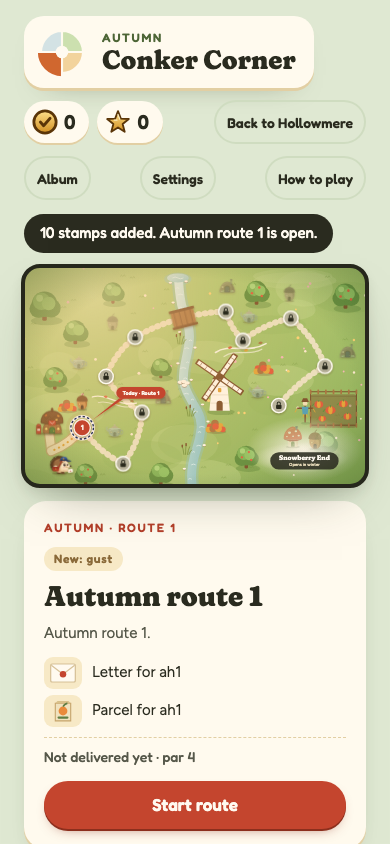 AUTUMN
Conker Corner
0
0
Back to Hollowmere
Album
Settings
How to play
10 stamps added. Autumn route 1 is open.
Today · Route 1
1
Snowberry End
Opens in winter
AUTUMN · ROUTE 1
New: gust
Autumn route 1
Autumn route 1.
Letter for ah1
Parcel for ah1
Not delivered yet · par 4
Start route